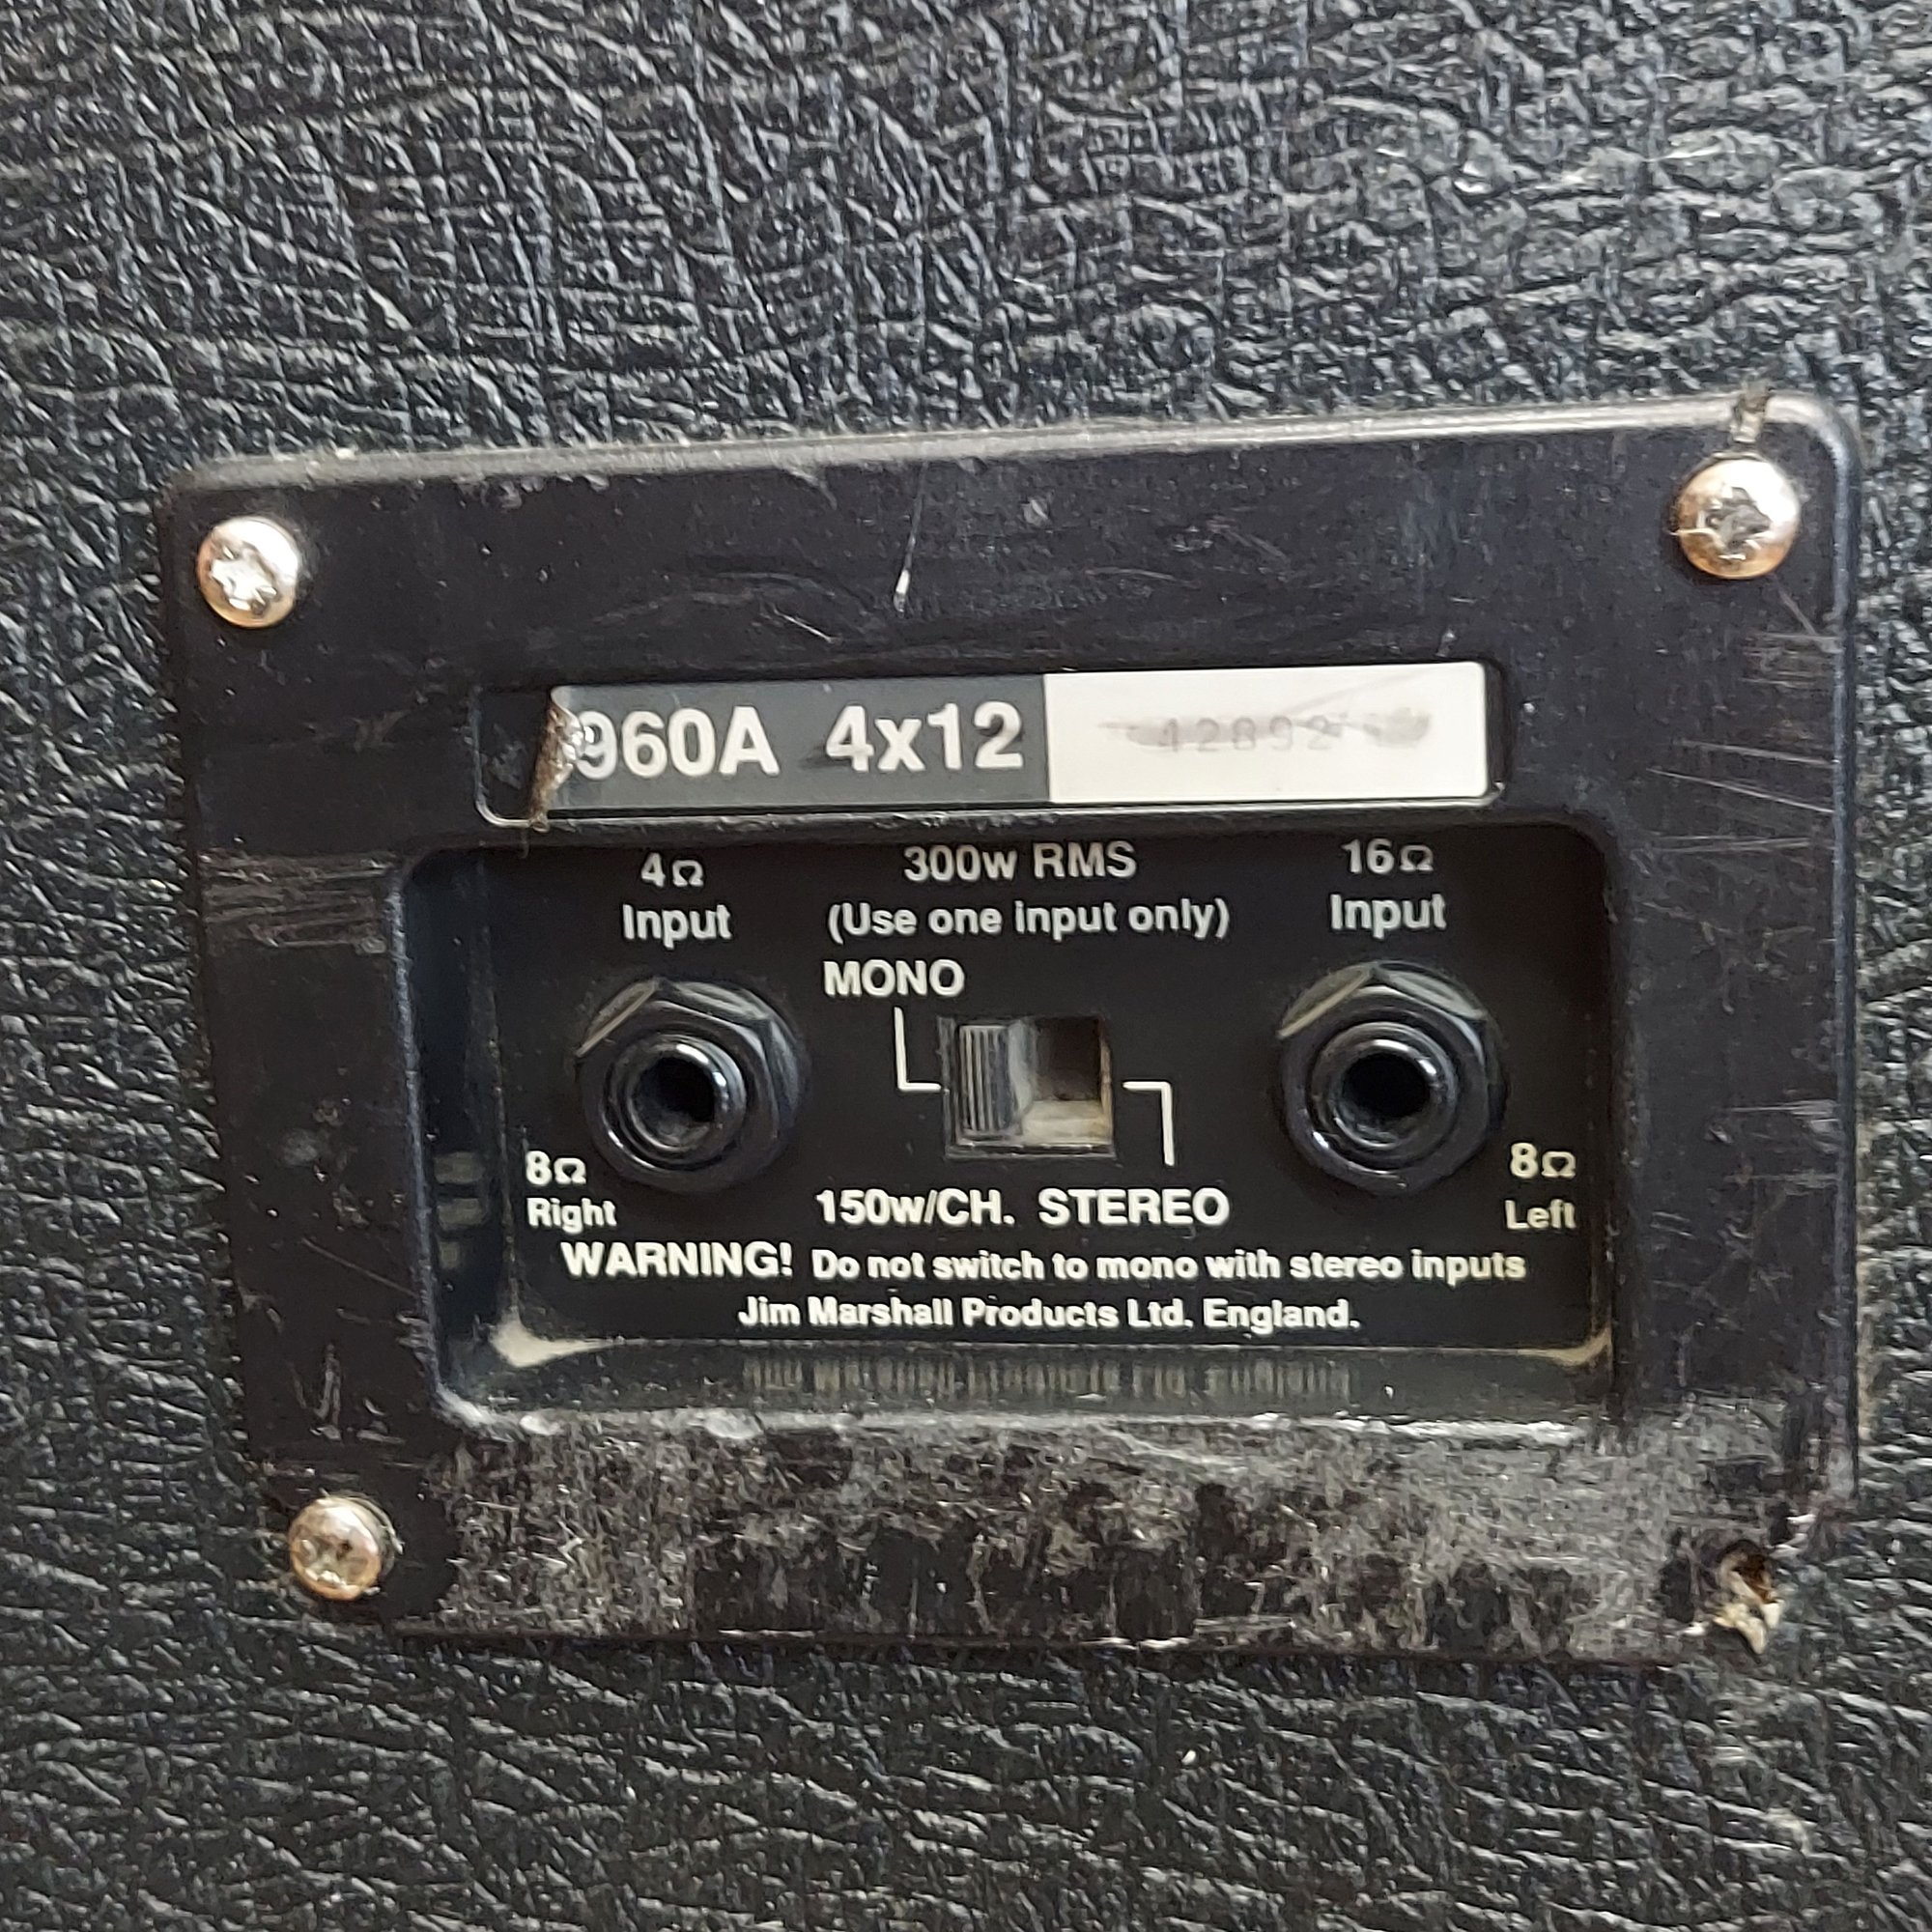 1960A 4x12
4Ω 300w RMS 16Ω
Input (Use one input only) Input
MONO
8Ω 8Ω
Right 150w/CH. STEREO Left
WARNING! Do not switch to mono with stereo inputs
Jim Marshall Products Ltd. England.